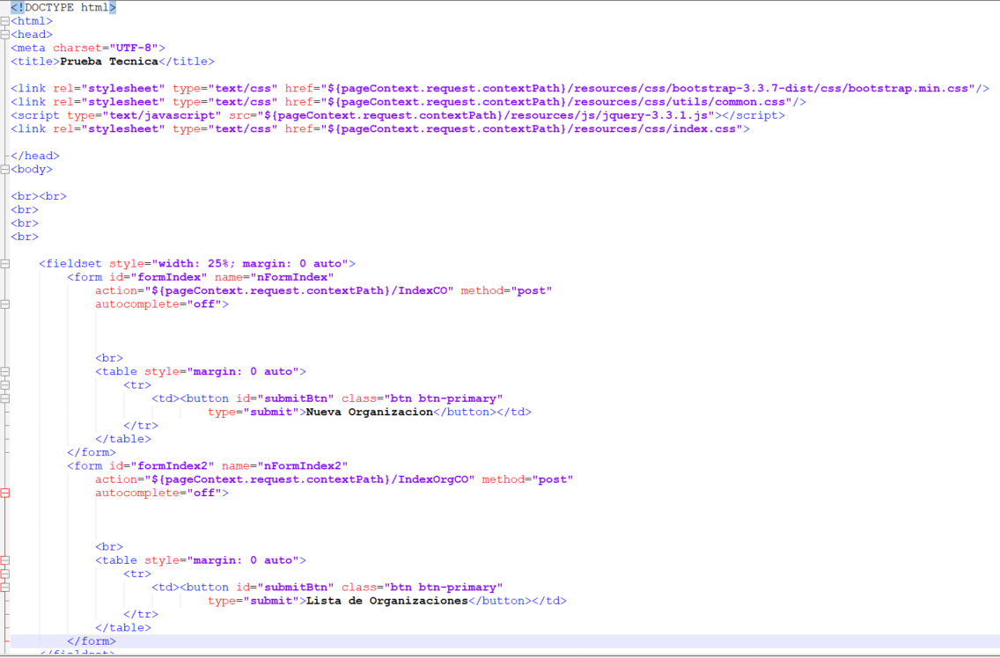 <!DOCTYPE html>
<html>
<head>
<meta charset="UTF-8">
<title>Prueba Tecnica</title>
<link rel="stylesheet" type="text/css" href="${pageContext.request.contextPath}/resources/css/bootstrap-3.3.7-dist/css/bootstrap.min.css"/>
<link rel="stylesheet" type="text/css" href="${pageContext.request.contextPath}/resources/css/utils/common.css"/>
<script type="text/javascript" src="${pageContext.request.contextPath}/resources/js/jquery-3.3.1.js"></script>
<link rel="stylesheet" type="text/css" href="${pageContext.request.contextPath}/resources/css/index.css">
</head>
<body>
<br><br>
<br>
<br>
<br>
<fieldset style="width: 25%; margin: 0 auto">
<form id="formIndex" name="nFormIndex"
action="${pageContext.request.contextPath}/IndexCO" method="post"
autocomplete="off">
<br>
<table style="margin: 0 auto">
<tr>
<td><button id="submitBtn" class="btn btn-primary"
type="submit">Nueva Organizacion</button></td>
</tr>
</table>
</form>
<form id="formIndex2" name="nFormIndex2"
action="${pageContext.request.contextPath}/IndexOrgCO" method="post"
autocomplete="off">
<br>
<table style="margin: 0 auto">
<tr>
<td><button id="submitBtn" class="btn btn-primary"
type="submit">Lista de Organizaciones</button></td>
</tr>
</table>
</form>
</fieldset>